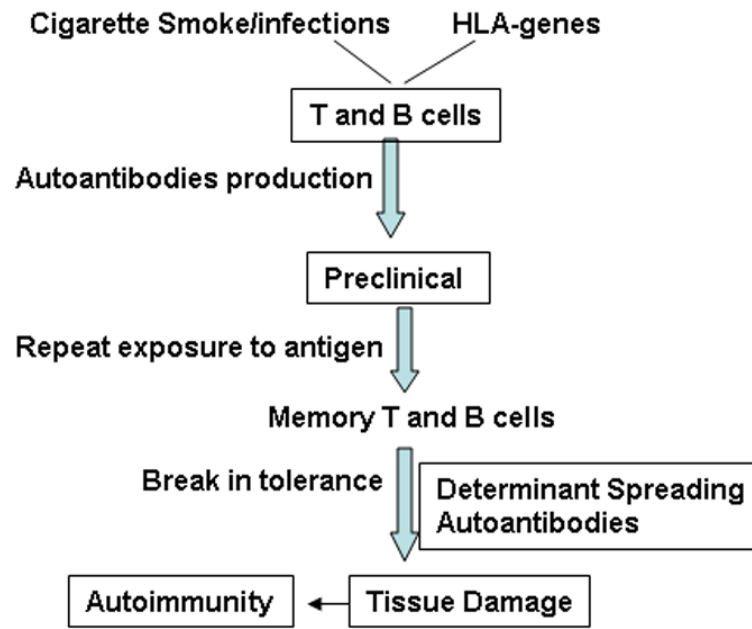 Cigarette Smoke/infections
HLA-genes
T and B cells
Autoantibodies production
Preclinical
Repeat exposure to antigen
Memory T and B cells
Break in tolerance
Determinant Spreading
Autoantibodies
Autoimmunity
Tissue Damage